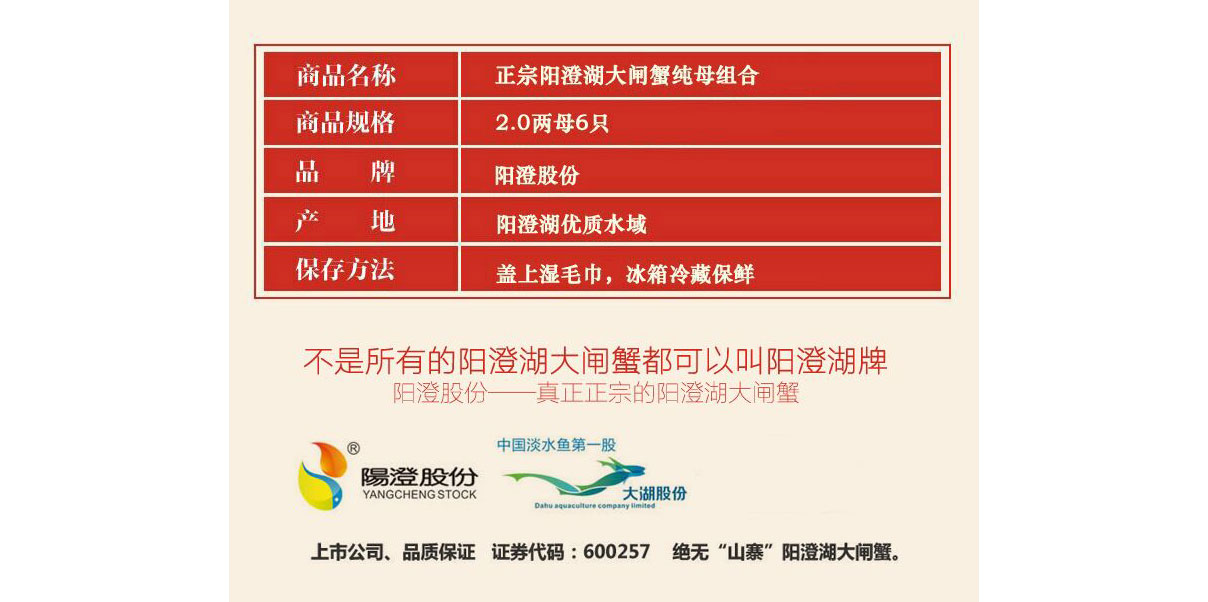 商品名称 正宗阳澄湖大闸蟹纯母组合
商品规格 2.0两母6只
品 牌 阳澄股份
产 地 阳澄湖优质水域
保存方法 盖上湿毛巾，冰箱冷藏保鲜
不是所有的阳澄湖大闸蟹都可以叫阳澄湖牌
阳澄股份——真正正宗的阳澄湖大闸蟹
®
陽澄股份
YANGCHENG STOCK
中国淡水鱼第一股
大湖股份
Dahu aquaculture company limited
上市公司、品质保证 证券代码：600257 绝无“山寨”阳澄湖大闸蟹。